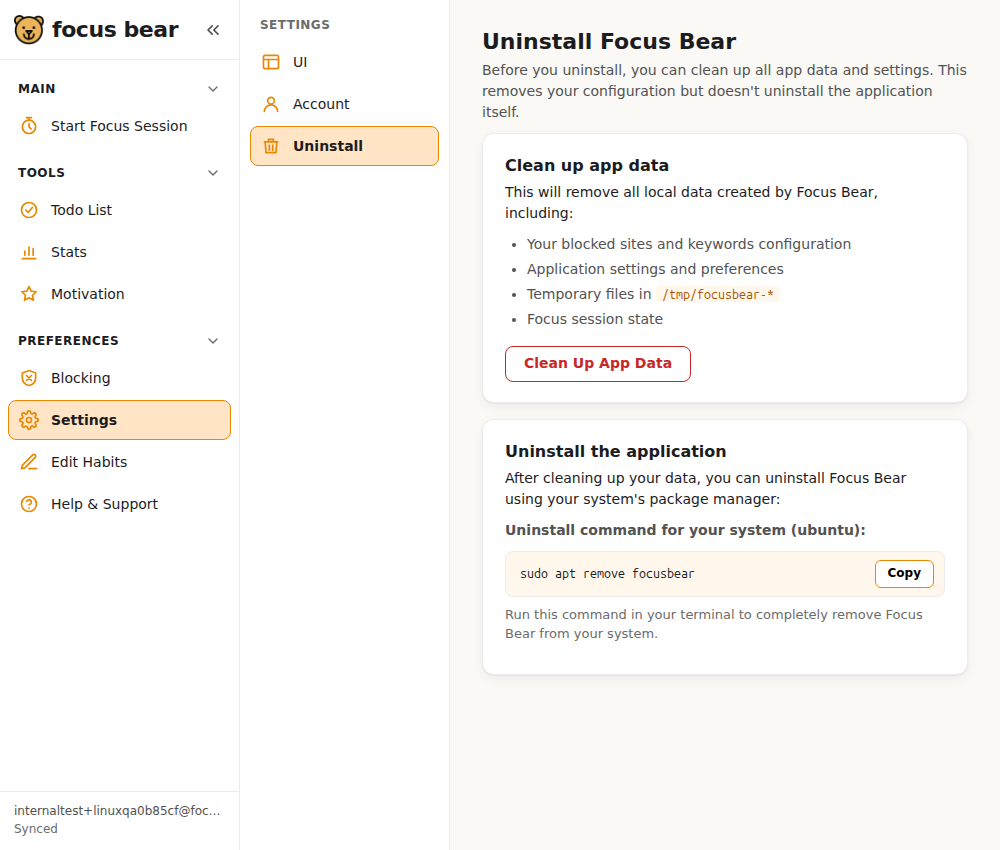 focus bear
MAIN
Start Focus Session
TOOLS
Todo List
Stats
Motivation
PREFERENCES
Blocking
Settings
Edit Habits
Help & Support
internaltest+linuxqa0b85cf@foc...
Synced
SETTINGS
UI
Account
Uninstall
Uninstall Focus Bear
Before you uninstall, you can clean up all app data and settings. This
removes your configuration but doesn't uninstall the application
itself.
Clean up app data
This will remove all local data created by Focus Bear,
including:
• Your blocked sites and keywords configuration
• Application settings and preferences
• Temporary files in /tmp/focusbear-*
• Focus session state
Clean Up App Data
Uninstall the application
After cleaning up your data, you can uninstall Focus Bear
using your system's package manager:
Uninstall command for your system (ubuntu):
sudo apt remove focusbear
Copy
Run this command in your terminal to completely remove Focus
Bear from your system.